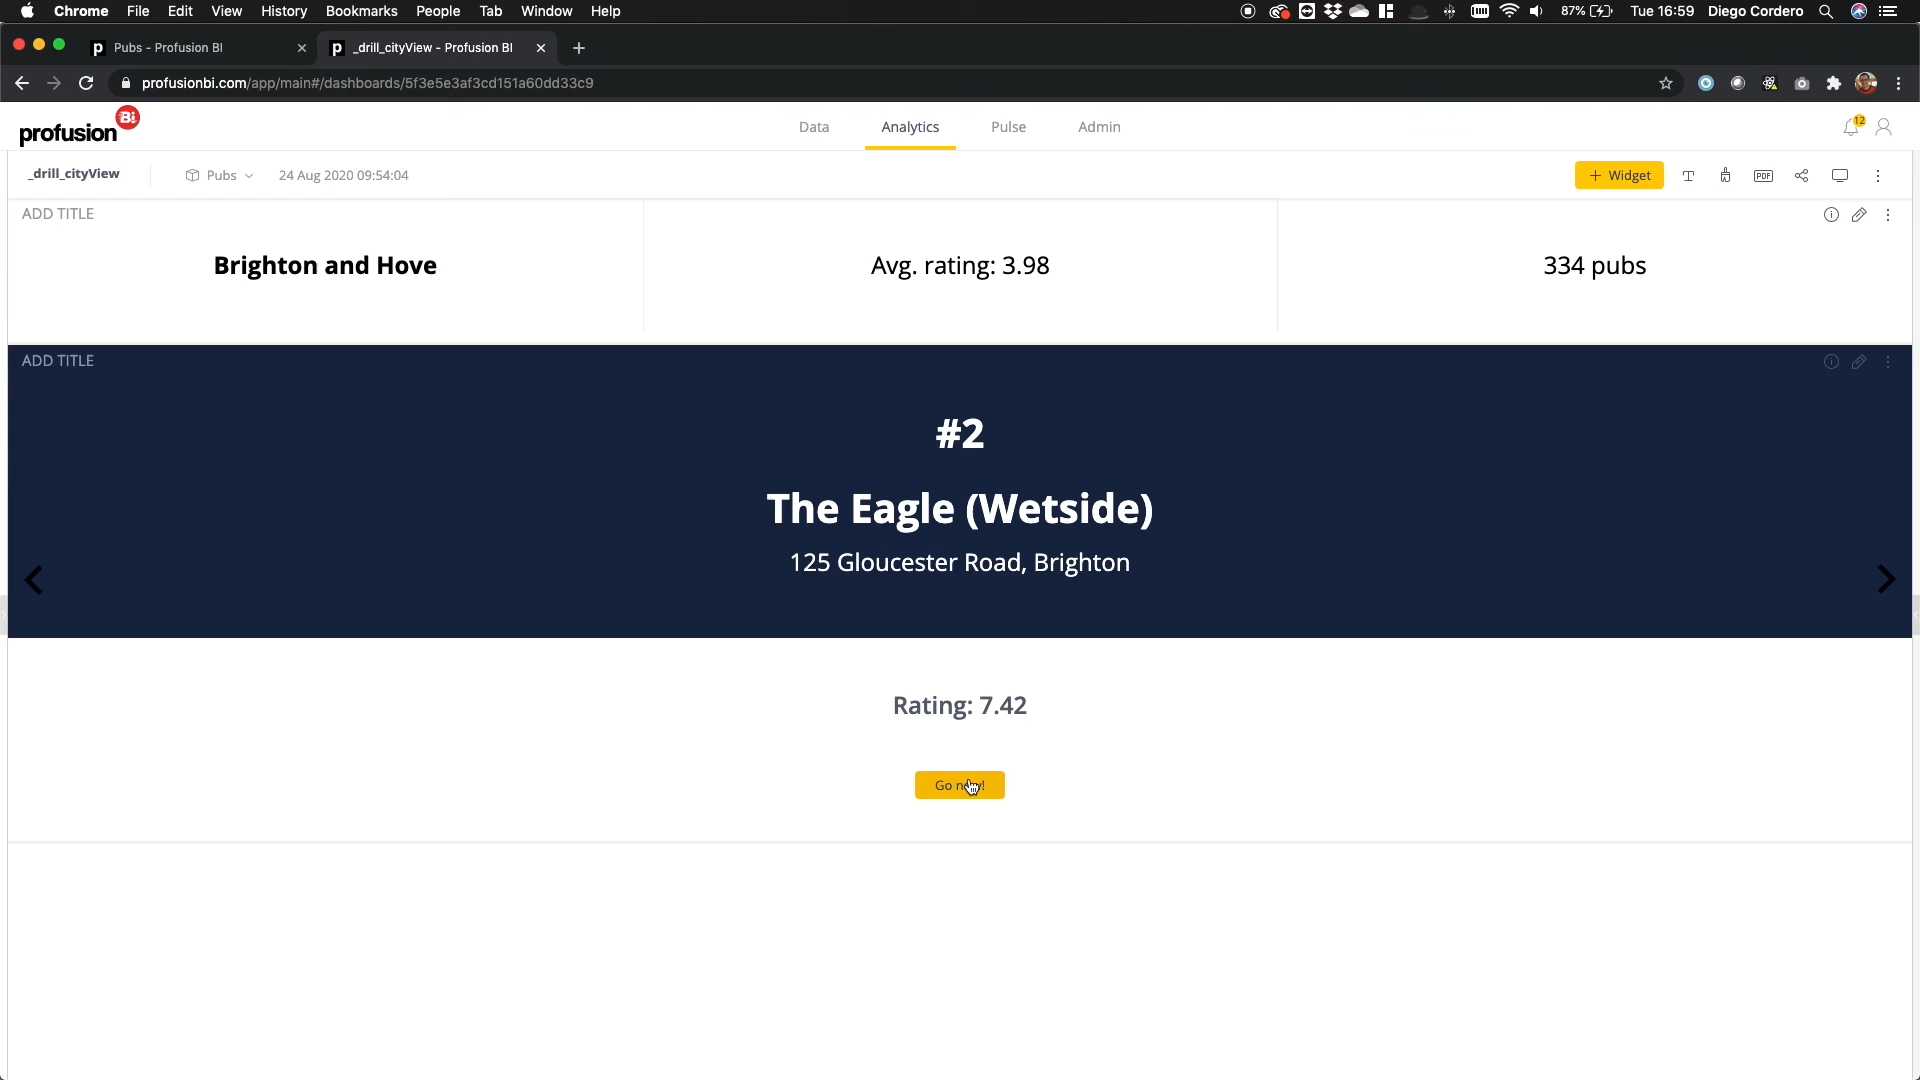 Chrome File Edit View History Bookmarks People Tab Window Help 87% Tue 16:59 Diego Cordero
Pubs - Profusion BI
_drill_cityView - Profusion BI
profusionbi.com/app/main#/dashboards/5f3e5e3af3cd151a60dd33c9
profusion Bi
Data Analytics Pulse Admin 12
_drill_cityView Pubs 24 Aug 2020 09:54:04 + Widget PDF
ADD TITLE
Brighton and Hove
Avg. rating: 3.98
334 pubs
ADD TITLE
#2
The Eagle (Wetside)
125 Gloucester Road, Brighton
Rating: 7.42
Go